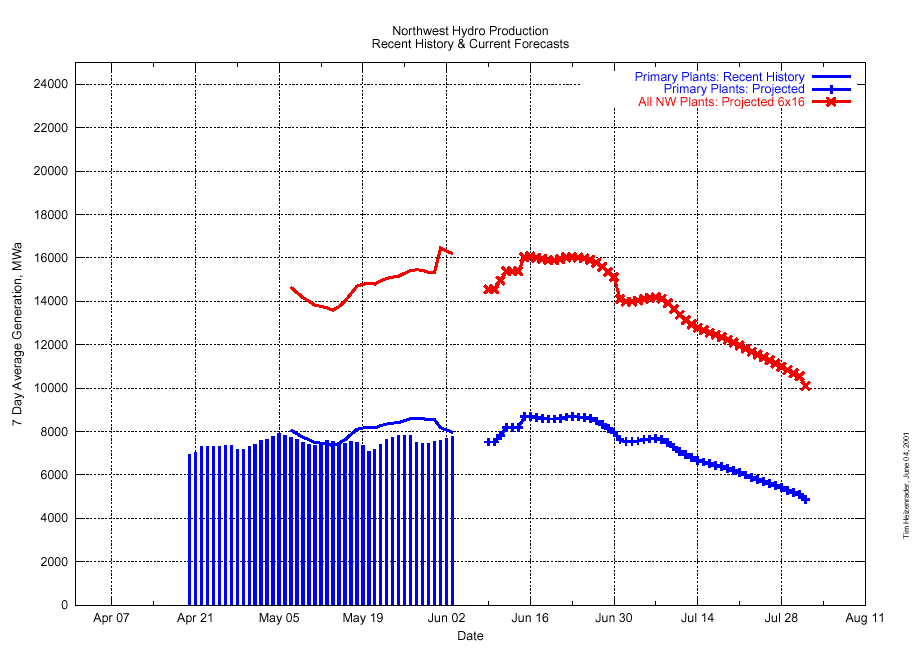 Northwest Hydro Production
Recent History & Current Forecasts
Primary Plants: Recent History
Primary Plants: Projected
All NW Plants: Projected 6x16
24000
22000
20000
18000
16000
14000
12000
10000
8000
6000
4000
2000
0
7 Day Average Generation, MWa
Apr 07 Apr 21 May 05 May 19 Jun 02 Jun 16 Jun 30 Jul 14 Jul 28 Aug 11
Date
Tim Heizenrader, June 04, 2001